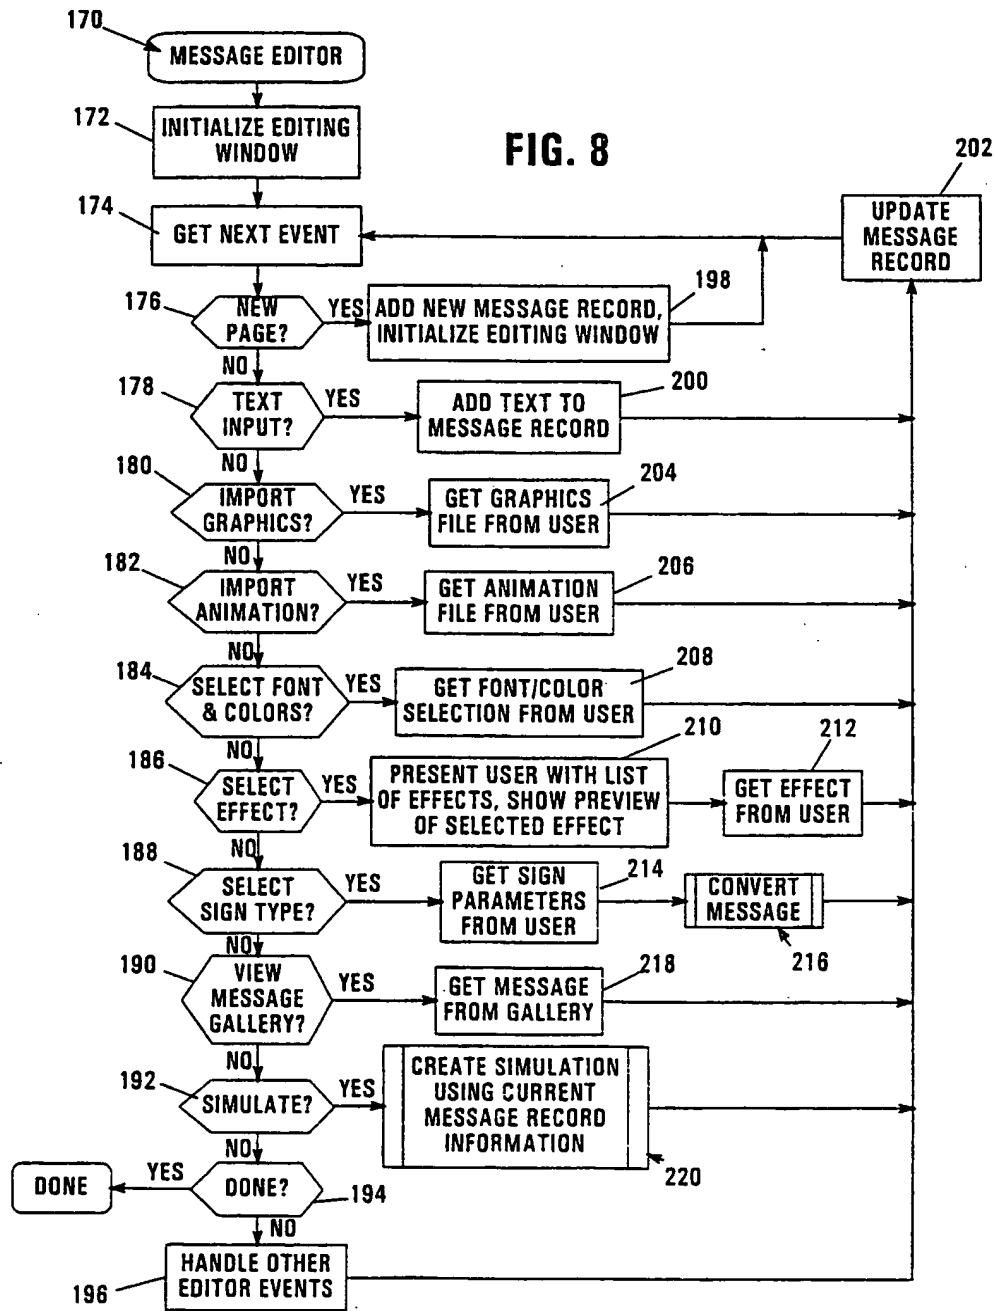 170
MESSAGE EDITOR
172
INITIALIZE EDITING
WINDOW
FIG. 8
202
174
GET NEXT EVENT
UPDATE
MESSAGE
RECORD
176
NEW
PAGE?
YES
ADD NEW MESSAGE RECORD,
INITIALIZE EDITING WINDOW
198
NO
178
TEXT
INPUT?
YES
ADD TEXT TO
MESSAGE RECORD
200
NO
180
IMPORT
GRAPHICS?
YES
GET GRAPHICS
FILE FROM USER
204
NO
182
IMPORT
ANIMATION?
YES
GET ANIMATION
FILE FROM USER
206
NO
184
SELECT FONT
& COLORS?
YES
GET FONT/COLOR
SELECTION FROM USER
208
NO
186
SELECT
EFFECT?
YES
PRESENT USER WITH LIST
OF EFFECTS, SHOW PREVIEW
OF SELECTED EFFECT
210
GET EFFECT
FROM USER
212
NO
188
SELECT
SIGN TYPE?
YES
GET SIGN
PARAMETERS
FROM USER
214
CONVERT
MESSAGE
216
NO
190
VIEW
MESSAGE
GALLERY?
YES
GET MESSAGE
FROM GALLERY
218
NO
192
SIMULATE?
YES
CREATE SIMULATION
USING CURRENT
MESSAGE RECORD
INFORMATION
220
NO
DONE
YES
DONE?
194
NO
HANDLE OTHER
EDITOR EVENTS
196